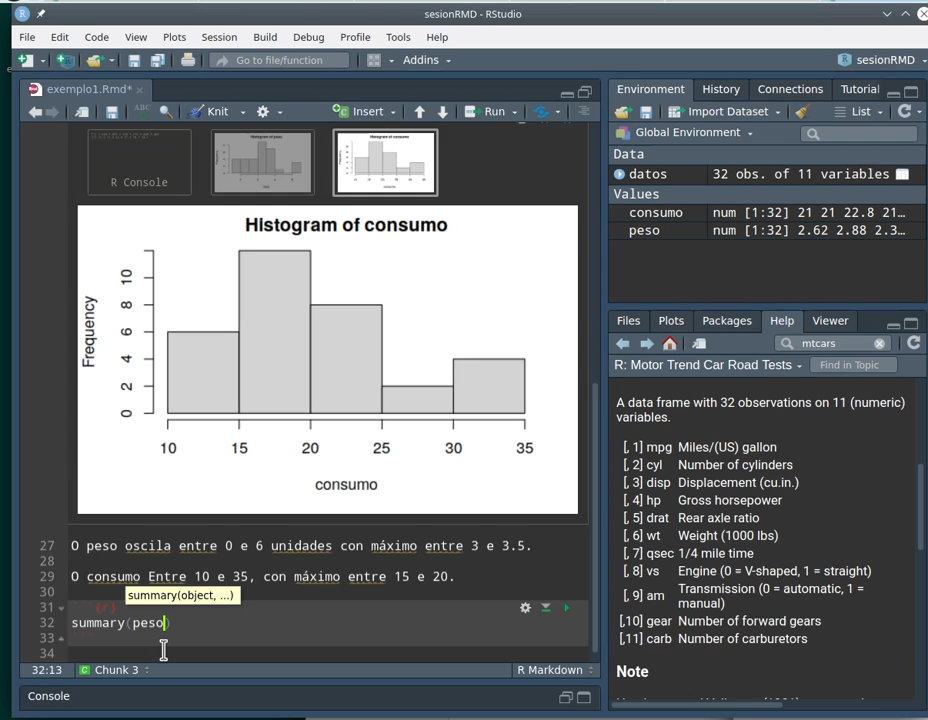 sesionRMD - RStudio
File Edit Code View Plots Session Build Debug Profile Tools Help
Go to file/function Addins sesionRMD
exemplo1.Rmd*
Knit Insert Run
R Console
Histogram of consumo
Frequency
0 2 4 6 8 10
10 15 20 25 30 35
consumo
27 O peso oscila entre 0 e 6 unidades con máximo entre 3 e 3.5.
28
29 O consumo Entre 10 e 35, con máximo entre 15 e 20.
30
summary(object, ...)
31
32 summary(peso)
33
34
32:13 Chunk 3 R Markdown
Console
Environment History Connections Tutorial
Import Dataset List
Global Environment
Data
datos 32 obs. of 11 variables
Values
consumo num [1:32] 21 21 22.8 21…
peso num [1:32] 2.62 2.88 2.3…
Files Plots Packages Help Viewer
mtcars
R: Motor Trend Car Road Tests Find in Topic
A data frame with 32 observations on 11 (numeric)
variables.
[, 1] mpg Miles/(US) gallon
[, 2] cyl Number of cylinders
[, 3] disp Displacement (cu.in.)
[, 4] hp Gross horsepower
[, 5] drat Rear axle ratio
[, 6] wt Weight (1000 lbs)
[, 7] qsec 1/4 mile time
[, 8] vs Engine (0 = V-shaped, 1 = straight)
[, 9] am Transmission (0 = automatic, 1 =
manual)
[,10] gear Number of forward gears
[,11] carb Number of carburetors
Note